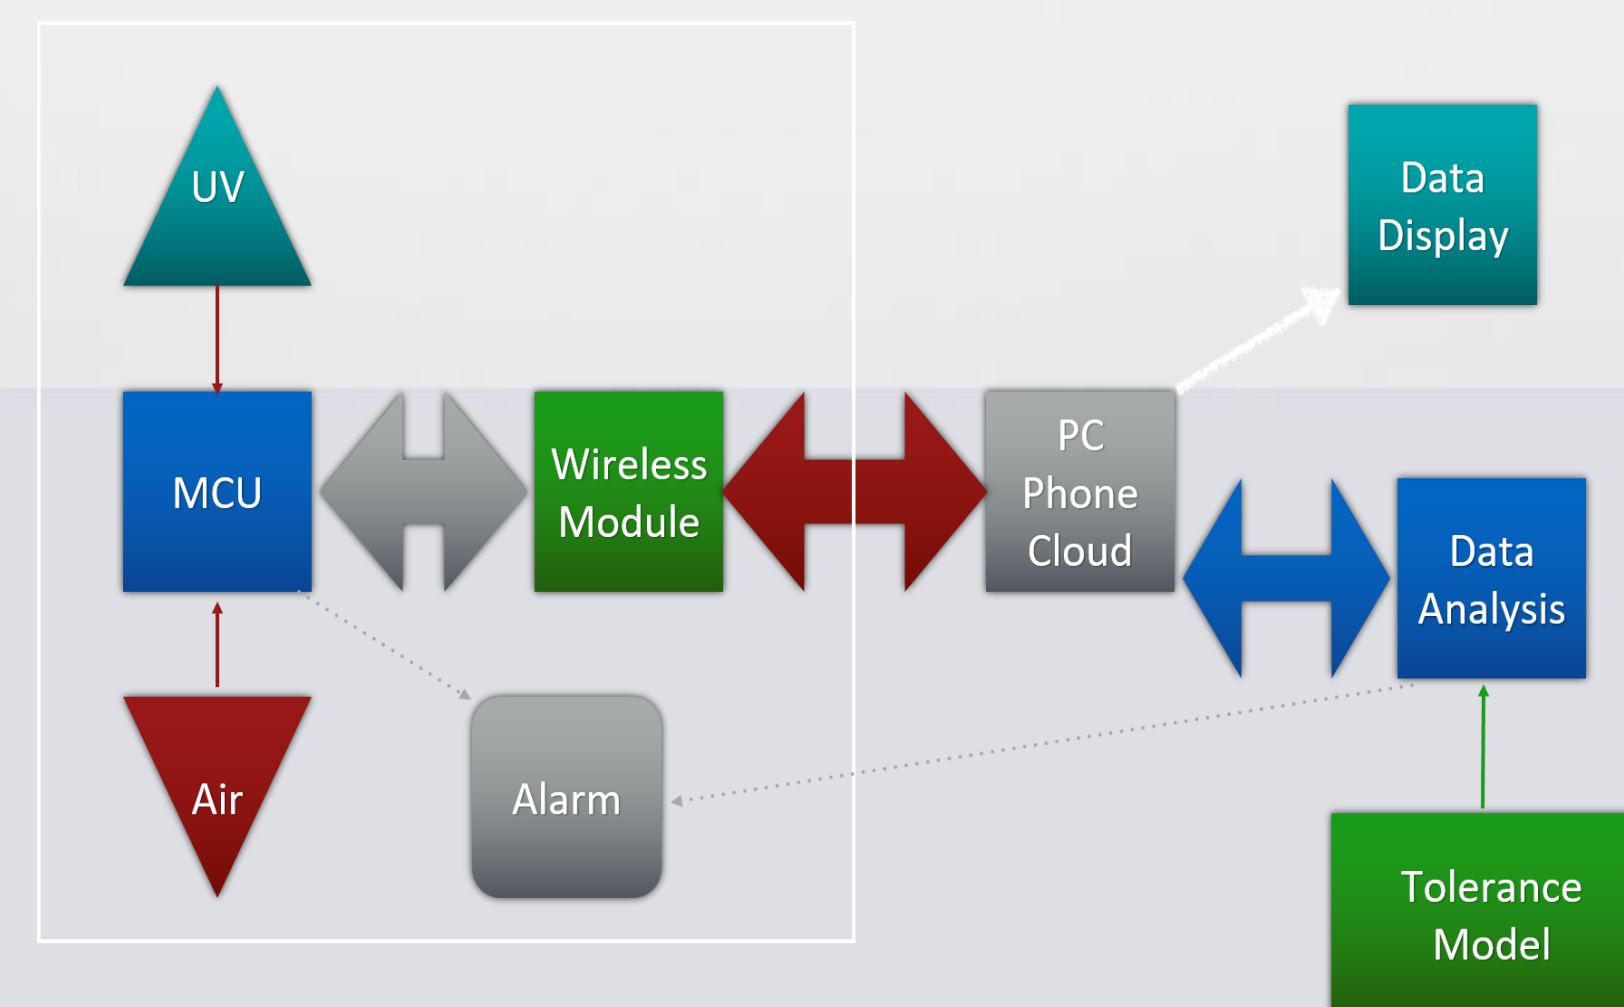 UV
Data
Display
MCU
Wireless
Module
PC
Phone
Cloud
Data
Analysis
Air
Alarm
Tolerance
Model